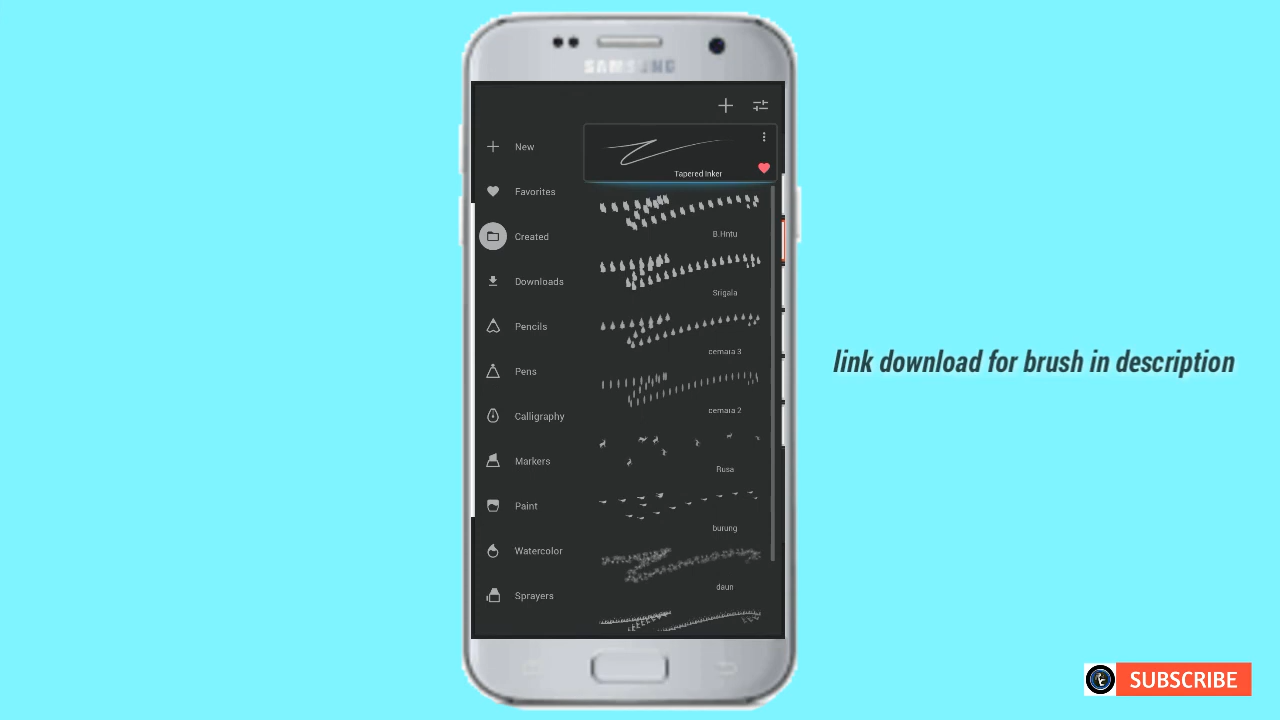 SAMSUNG
New
Favorites
Created
Downloads
Pencils
Pens
Calligraphy
Markers
Paint
Watercolor
Sprayers
Tapered Inker
B.Hntu
Srigala
cemara 3
cemara 2
Rusa
burung
daun
link download for brush in description
SUBSCRIBE